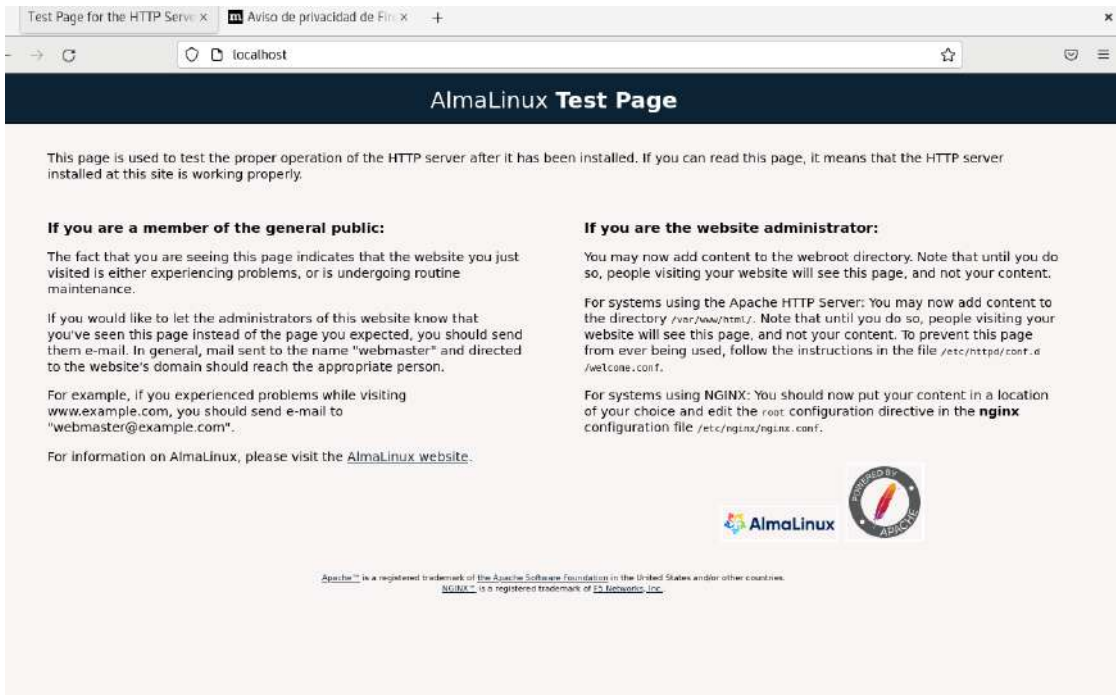 Test Page for the HTTP Serv
m Aviso de privacidad de Fire
localhost
AlmaLinux Test Page
This page is used to test the proper operation of the HTTP server after it has been installed. If you can read this page, it means that the HTTP server
installed at this site is working properly.
If you are a member of the general public:
The fact that you are seeing this page indicates that the website you just
visited is either experiencing problems, or is undergoing routine
maintenance.
If you would like to let the administrators of this website know that
you've seen this page instead of the page you expected, you should send
them e-mail. In general, mail sent to the name "webmaster" and directed
to the website's domain should reach the appropriate person.
For example, if you experienced problems while visiting
www.example.com, you should send e-mail to
"webmaster@example.com".
For information on AlmaLinux, please visit the AlmaLinux website.
If you are the website administrator:
You may now add content to the webroot directory. Note that until you do
so, people visiting your website will see this page, and not your content.
For systems using the Apache HTTP Server: You may now add content to
the directory /var/www/html/. Note that until you do so, people visiting your
website will see this page, and not your content. To prevent this page
from ever being used, follow the instructions in the file /etc/httpd/conf.d
/welcome.conf.
For systems using NGINX: You should now put your content in a location
of your choice and edit the root configuration directive in the nginx
configuration file /etc/nginx/nginx.conf.
AlmaLinux
POWERED BY
APACHE
Apache™ is a registered trademark of the Apache Software Foundation in the United States and/or other countries.
NGINX™ is a registered trademark of F5 Networks, Inc.